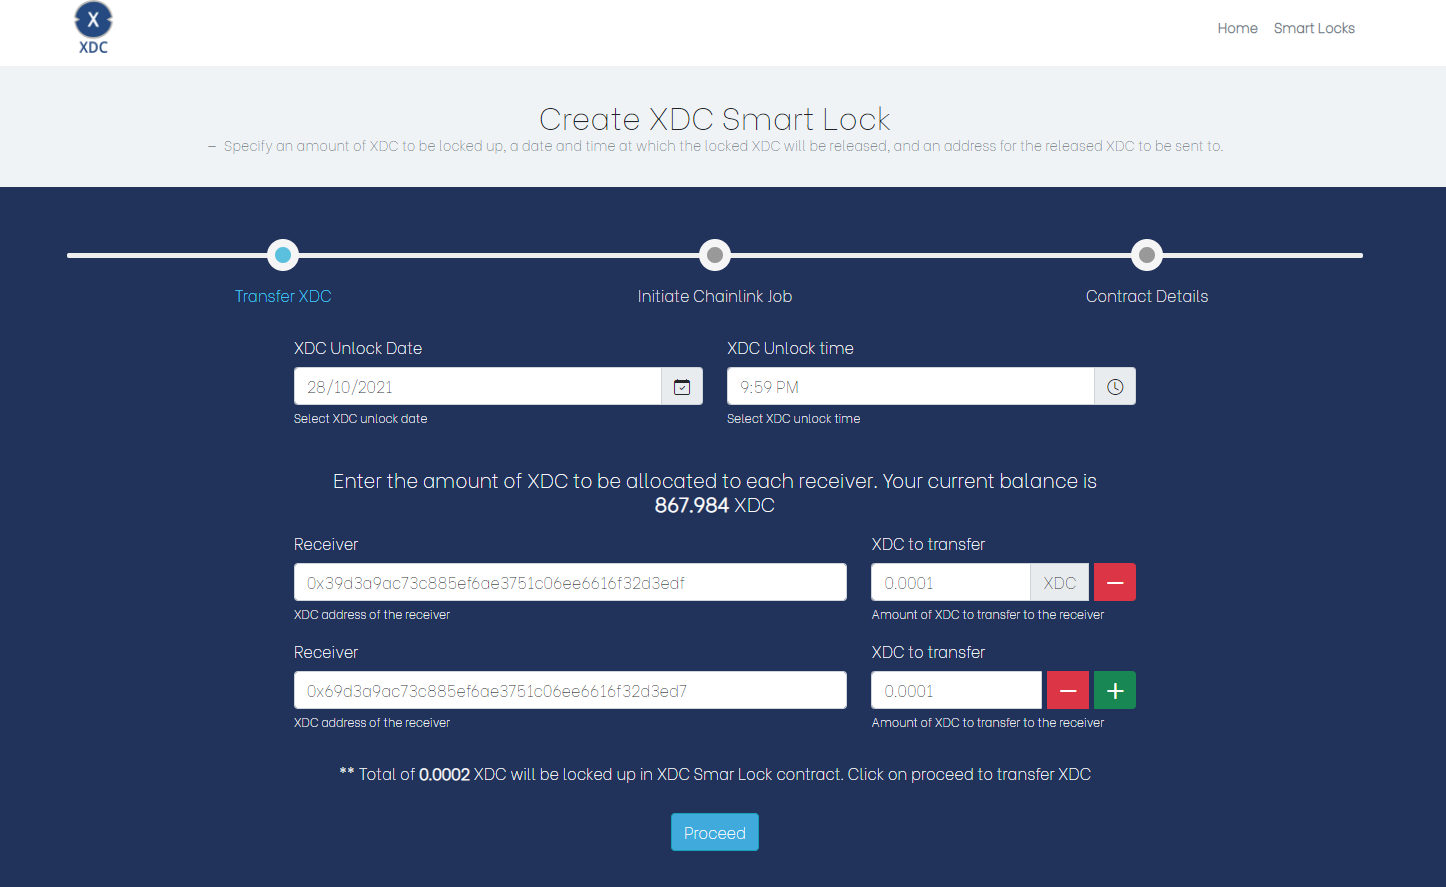 X
XDC
Home Smart Locks
Create XDC Smart Lock
– Specify an amount of XDC to be locked up, a date and time at which the locked XDC will be released, and an address for the released XDC to be sent to.
Transfer XDC
Initiate Chainlink Job
Contract Details
XDC Unlock Date
XDC Unlock time
28/10/2021
9:59 PM
Select XDC unlock date
Select XDC unlock time
Enter the amount of XDC to be allocated to each receiver. Your current balance is
867.984 XDC
Receiver
XDC to transfer
0x39d3a9ac73c885ef6ae3751c06ee6616f32d3edf
0.0001 XDC
XDC address of the receiver
Amount of XDC to transfer to the receiver
Receiver
XDC to transfer
0x69d3a9ac73c885ef6ae3751c06ee6616f32d3ed7
0.0001
XDC address of the receiver
Amount of XDC to transfer to the receiver
** Total of 0.0002 XDC will be locked up in XDC Smar Lock contract. Click on proceed to transfer XDC
Proceed